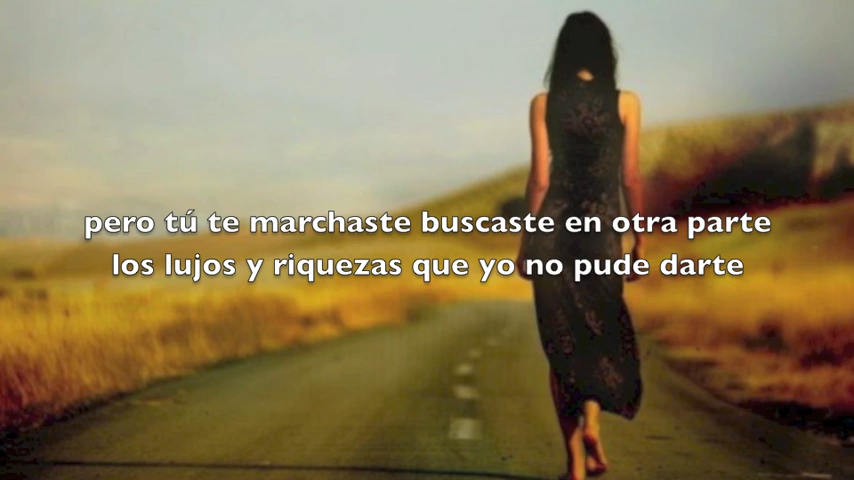 pero tú te marchaste buscaste en otra parte
los lujos y riquezas que yo no pude darte